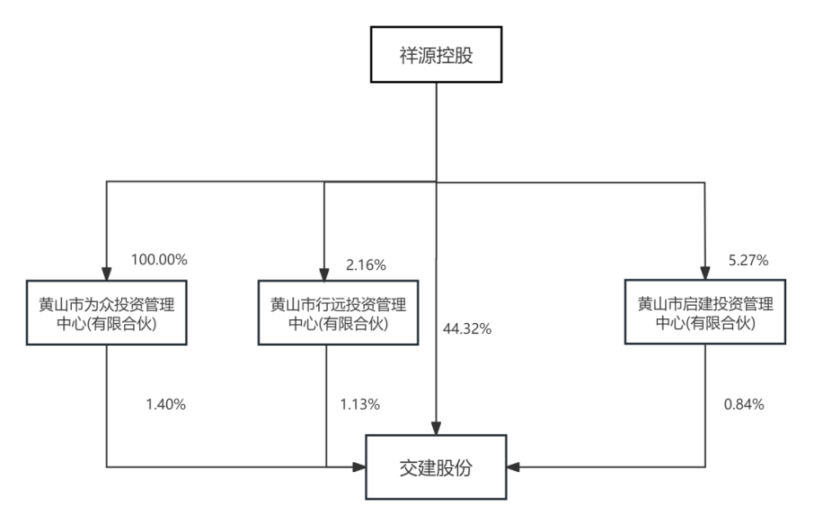 祥源控股
100.00%
2.16%
5.27%
黄山市为众投资管理
中心(有限合伙)
黄山市行远投资管理
中心(有限合伙)
44.32%
黄山市启建投资管理
中心(有限合伙)
1.40%
1.13%
0.84%
交建股份